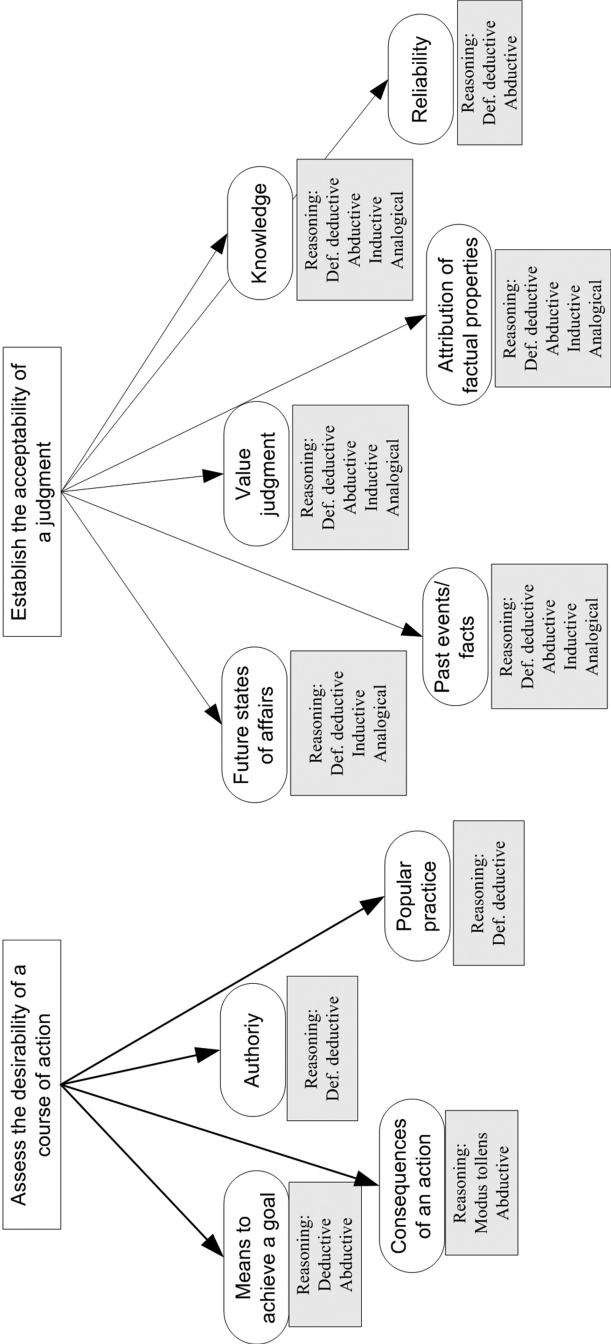 Assess the desirability of a
course of action
Means to
achieve a goal
Reasoning:
Deductive
Abductive
Consequences
of an action
Reasoning:
Modus tollens
Abductive
Authoriy
Reasoning:
Def. deductive
Popular
practice
Reasoning:
Def. deductive
Establish the acceptability of
a judgment
Future states
of affairs
Reasoning:
Def. deductive
Inductive
Analogical
Past events/
facts
Reasoning:
Def. deductive
Abductive
Inductive
Analogical
Value
judgment
Reasoning:
Def. deductive
Abductive
Inductive
Analogical
Attribution of
factual properties
Reasoning:
Def. deductive
Abductive
Inductive
Analogical
Knowledge
Reasoning:
Def. deductive
Abductive
Inductive
Analogical
Reliability
Reasoning:
Def. deductive
Abductive